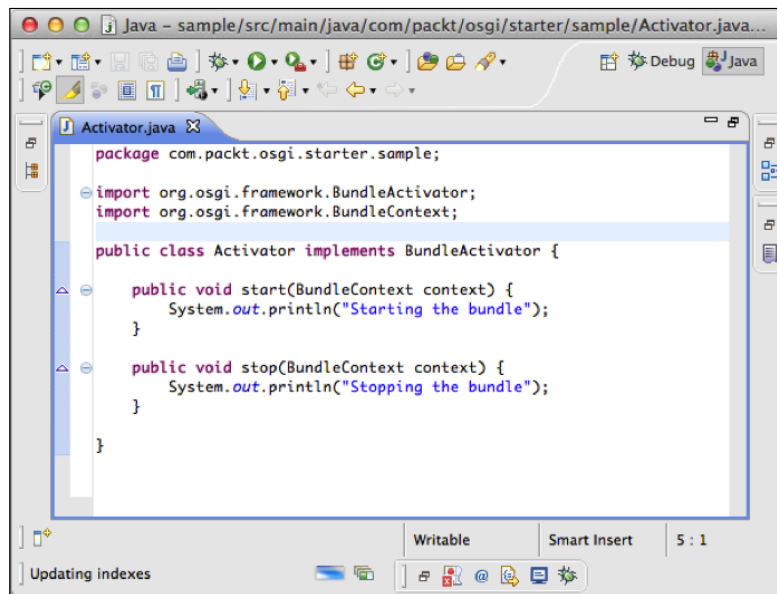 Java – sample/src/main/java/com/packt/osgi/starter/sample/Activator.java...
Debug Java
Activator.java
package com.packt.osgi.starter.sample;
import org.osgi.framework.BundleActivator;
import org.osgi.framework.BundleContext;
public class Activator implements BundleActivator {
public void start(BundleContext context) {
System.out.println("Starting the bundle");
}
public void stop(BundleContext context) {
System.out.println("Stopping the bundle");
}
}
Writable Smart Insert 5 : 1
Updating indexes